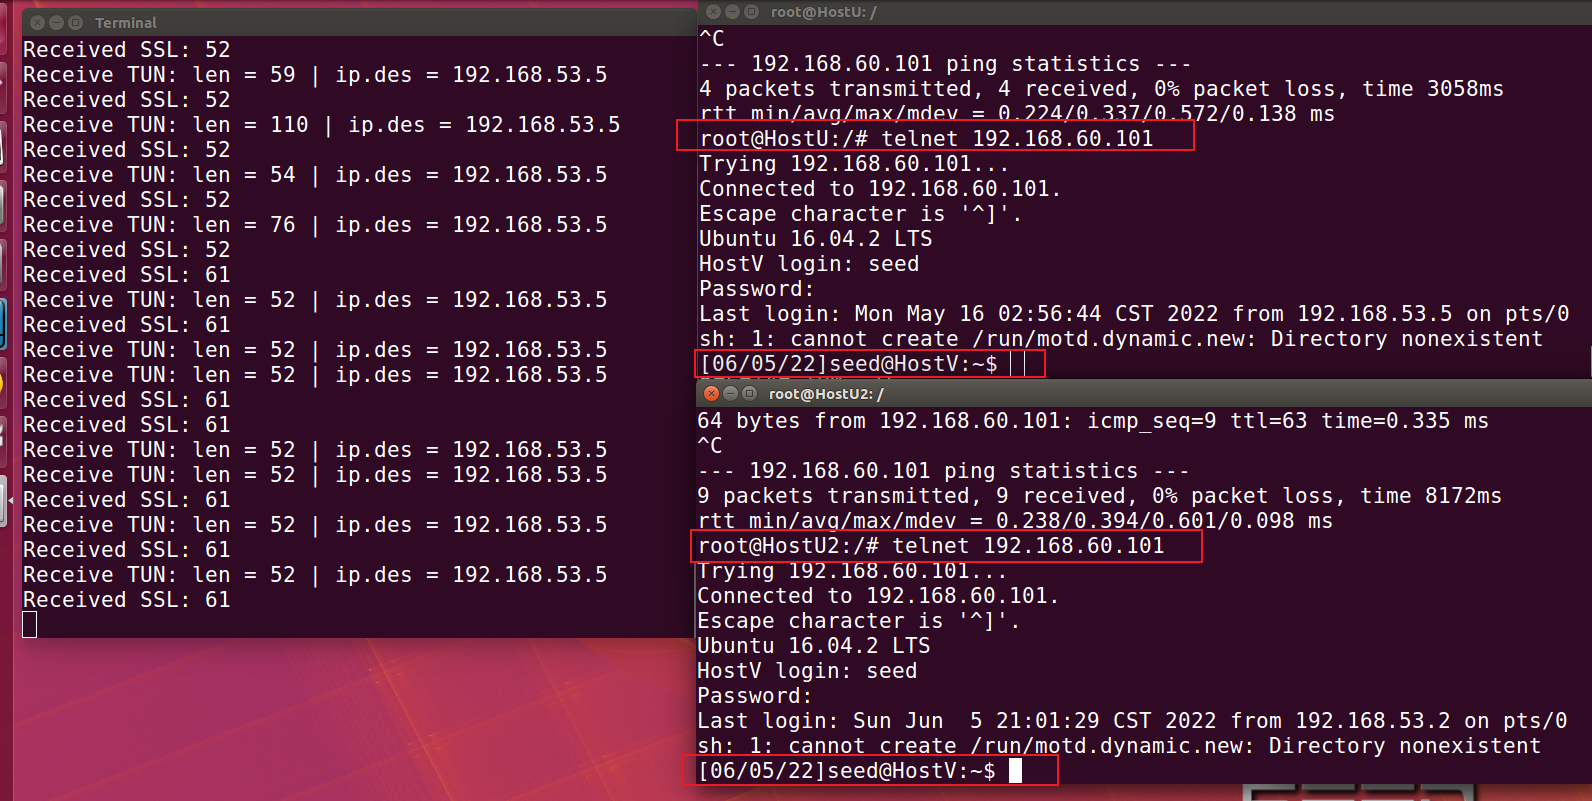 Terminal
Received SSL: 52
Receive TUN: len = 59 | ip.des = 192.168.53.5
Received SSL: 52
Receive TUN: len = 110 | ip.des = 192.168.53.5
Received SSL: 52
Receive TUN: len = 54 | ip.des = 192.168.53.5
Received SSL: 52
Receive TUN: len = 76 | ip.des = 192.168.53.5
Received SSL: 52
Received SSL: 61
Receive TUN: len = 52 | ip.des = 192.168.53.5
Received SSL: 61
Receive TUN: len = 52 | ip.des = 192.168.53.5
Receive TUN: len = 52 | ip.des = 192.168.53.5
Received SSL: 61
Received SSL: 61
Receive TUN: len = 52 | ip.des = 192.168.53.5
Receive TUN: len = 52 | ip.des = 192.168.53.5
Received SSL: 61
Receive TUN: len = 52 | ip.des = 192.168.53.5
Received SSL: 61
Receive TUN: len = 52 | ip.des = 192.168.53.5
Received SSL: 61
root@HostU: /
^C
--- 192.168.60.101 ping statistics ---
4 packets transmitted, 4 received, 0% packet loss, time 3058ms
rtt min/avg/max/mdev = 0.224/0.337/0.572/0.138 ms
root@HostU:/# telnet 192.168.60.101
Trying 192.168.60.101...
Connected to 192.168.60.101.
Escape character is '^]'.
Ubuntu 16.04.2 LTS
HostV login: seed
Password:
Last login: Mon May 16 02:56:44 CST 2022 from 192.168.53.5 on pts/0
sh: 1: cannot create /run/motd.dynamic.new: Directory nonexistent
[06/05/22]seed@HostV:~$
root@HostU2: /
64 bytes from 192.168.60.101: icmp_seq=9 ttl=63 time=0.335 ms
^C
--- 192.168.60.101 ping statistics ---
9 packets transmitted, 9 received, 0% packet loss, time 8172ms
rtt min/avg/max/mdev = 0.238/0.394/0.601/0.098 ms
root@HostU2:/# telnet 192.168.60.101
Trying 192.168.60.101...
Connected to 192.168.60.101.
Escape character is '^]'.
Ubuntu 16.04.2 LTS
HostV login: seed
Password:
Last login: Sun Jun  5 21:01:29 CST 2022 from 192.168.53.2 on pts/0
sh: 1: cannot create /run/motd.dynamic.new: Directory nonexistent
[06/05/22]seed@HostV:~$